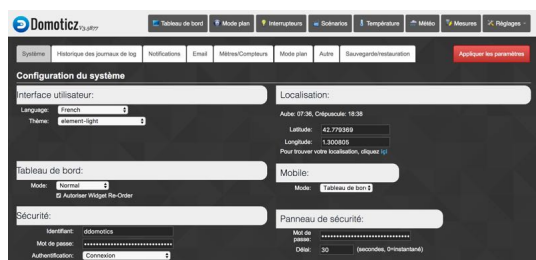 Domoticz V3.9877
Tableau de bord Mode plan Interrupteurs Scénarios Température Météo Mesures Réglages
Système Historique des journaux de log Notifications Email Mètres/Compteurs Mode plan Autre Sauvegarde/restauration Appliquer les paramètres
Configuration du système
Interface utilisateur:
Language: French
Thème: element-light
Localisation:
Aube: 07:36, Crépuscule: 18:38
Latitude: 42.779369
Longitude: 1.300805
Pour trouver votre localisation, cliquez ici
Tableau de bord:
Mode: Normal
Autoriser Widget Re-Order
Mobile:
Mode: Tableau de bord
Sécurité:
Identifiant: ddomotics
Mot de passe:
Authentification: Connexion
Panneau de sécurité:
Mot de passe:
Délai: 30 (secondes, 0=instantané)